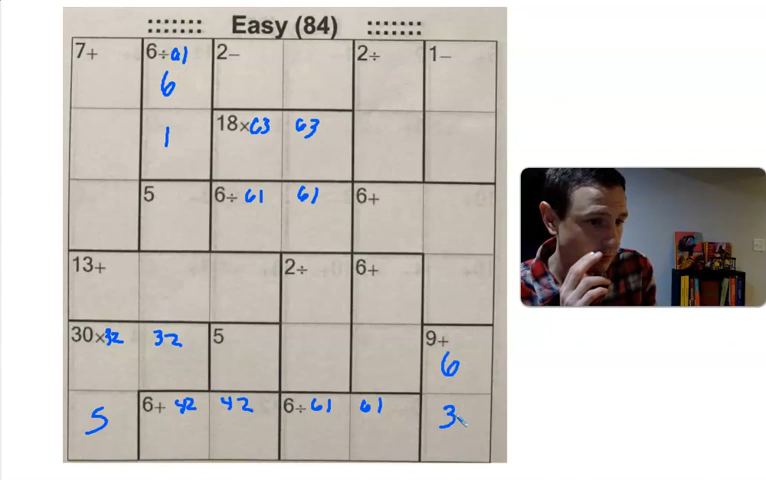 Easy (84)
7+ 6÷ 61 2− 2÷ 1−
6
18× 63 63
1
5 6÷ 61 61 6+
13+ 2÷ 6+
30× 32 32 5 9+
6
6+ 42 42 6÷ 61 61
5 3